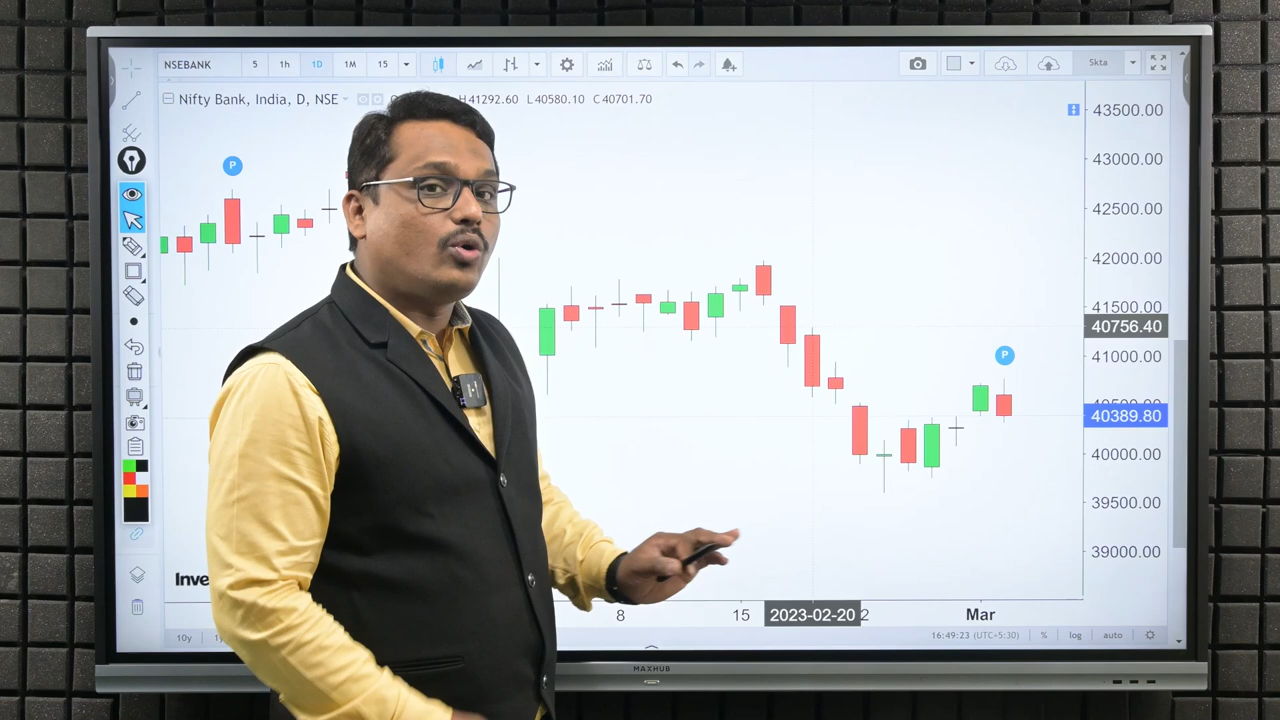 NSEBANK 5 1h 1D 1M 15 Skta
Nifty Bank, India, D, NSE H41292.60 L40580.10 C40701.70
P
P
43500.00
43000.00
42500.00
42000.00
41500.00
40756.40
41000.00
40389.80
40000.00
39500.00
39000.00
Inve
8 15 2023-02-20 2 Mar
10y 16:49:23 (UTC+5:30) % log auto
MAXHUB